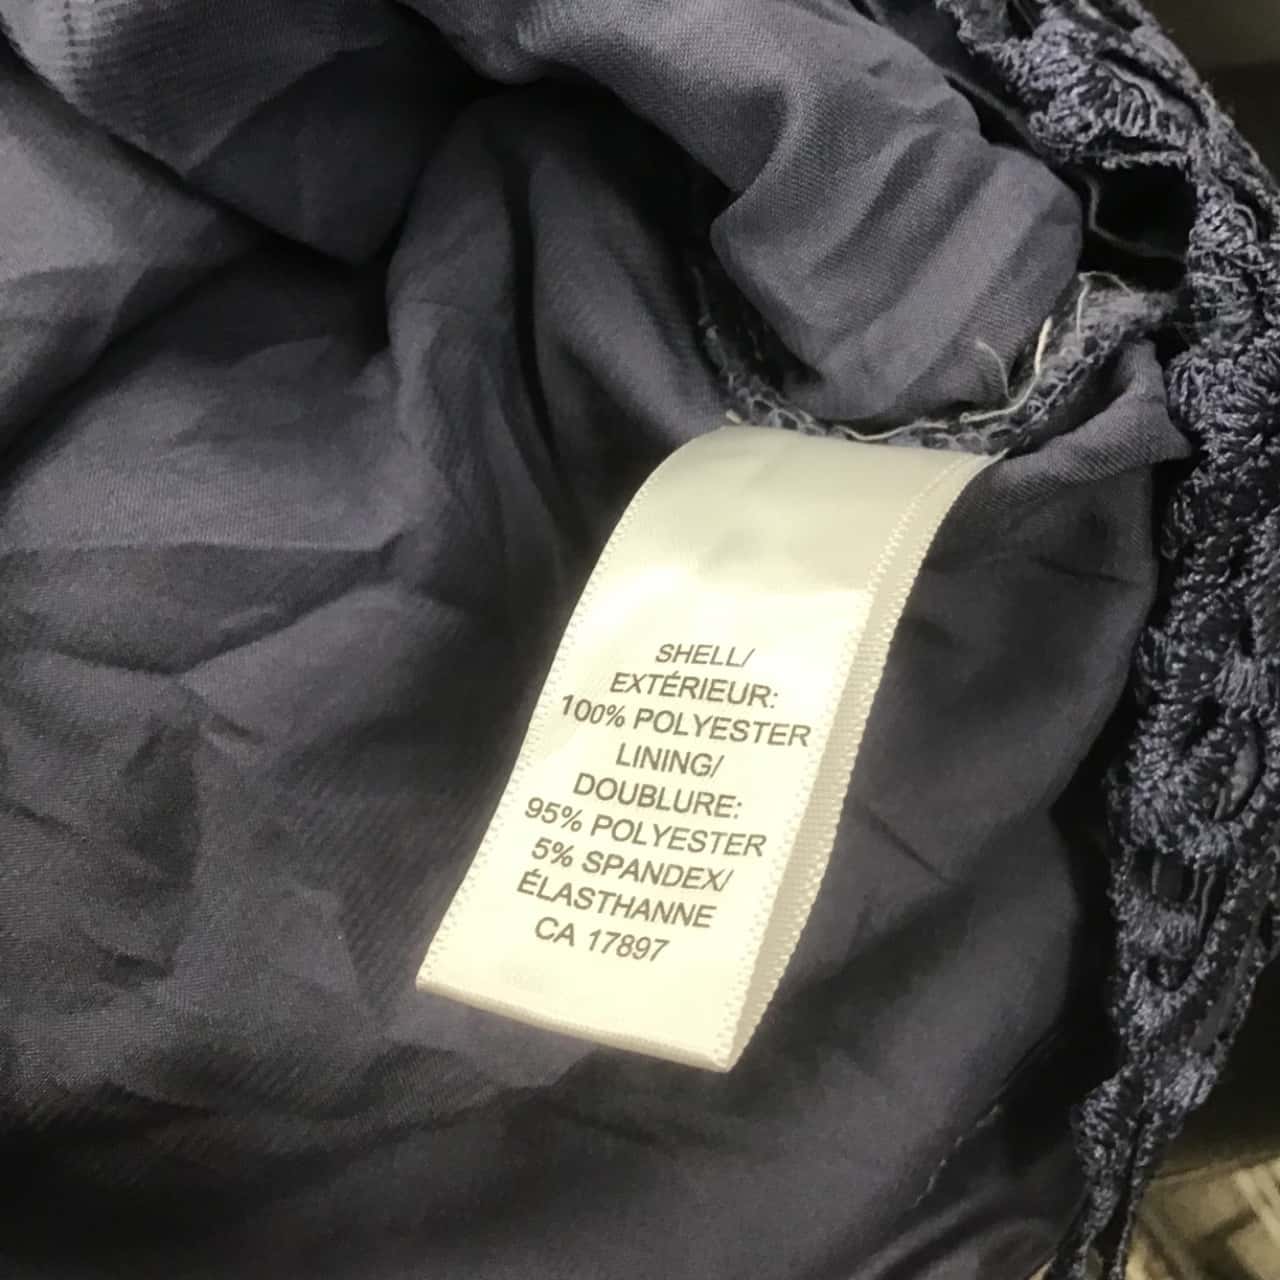 SHELL/
EXTÉRIEUR:
100% POLYESTER
LINING/
DOUBLURE:
95% POLYESTER
5% SPANDEX/
ÉLASTHANNE
CA 17897